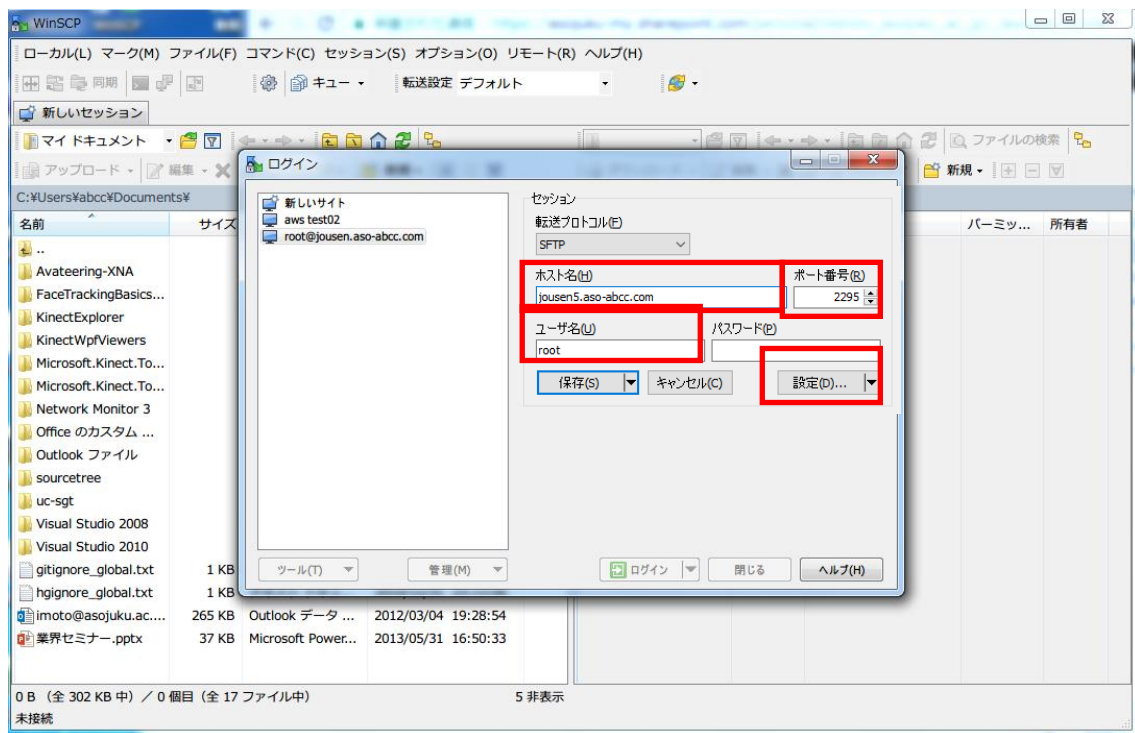 WinSCP
ローカル(L) マーク(M) ファイル(F) コマンド(C) セッション(S) オプション(O) リモート(R) ヘルプ(H)
同期 キュー 転送設定 デフォルト
新しいセッション
マイ ドキュメント ファイルの検索
アップロード 編集 新規
C:¥Users¥abcc¥Documents¥
名前 サイズ パーミッ... 所有者
..
Avateering-XNA
FaceTrackingBasics...
KinectExplorer
KinectWpfViewers
Microsoft.Kinect.To...
Microsoft.Kinect.To...
Network Monitor 3
Office のカスタム ...
Outlook ファイル
sourcetree
uc-sgt
Visual Studio 2008
Visual Studio 2010
gitignore_global.txt 1 KB
hgignore_global.txt 1 KB
imoto@asojuku.ac.... 265 KB Outlook データ ... 2012/03/04 19:28:54
業界セミナー.pptx 37 KB Microsoft Power... 2013/05/31 16:50:33
ログイン
新しいサイト
aws test02
root@jousen.aso-abcc.com
セッション
転送プロトコル(F)
SFTP
ホスト名(H) ポート番号(R)
jousen5.aso-abcc.com 2295
ユーザ名(U) パスワード(P)
root
保存(S) キャンセル(C) 設定(D)...
ツール(T) 管理(M) ログイン 閉じる ヘルプ(H)
0 B (全 302 KB 中) / 0 個目 (全 17 ファイル中) 5 非表示
未接続